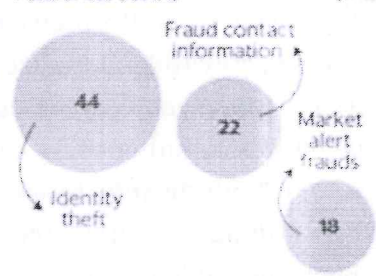 Fraud contact
information
44
22
Market
alert
frauds
Identity
theft
18